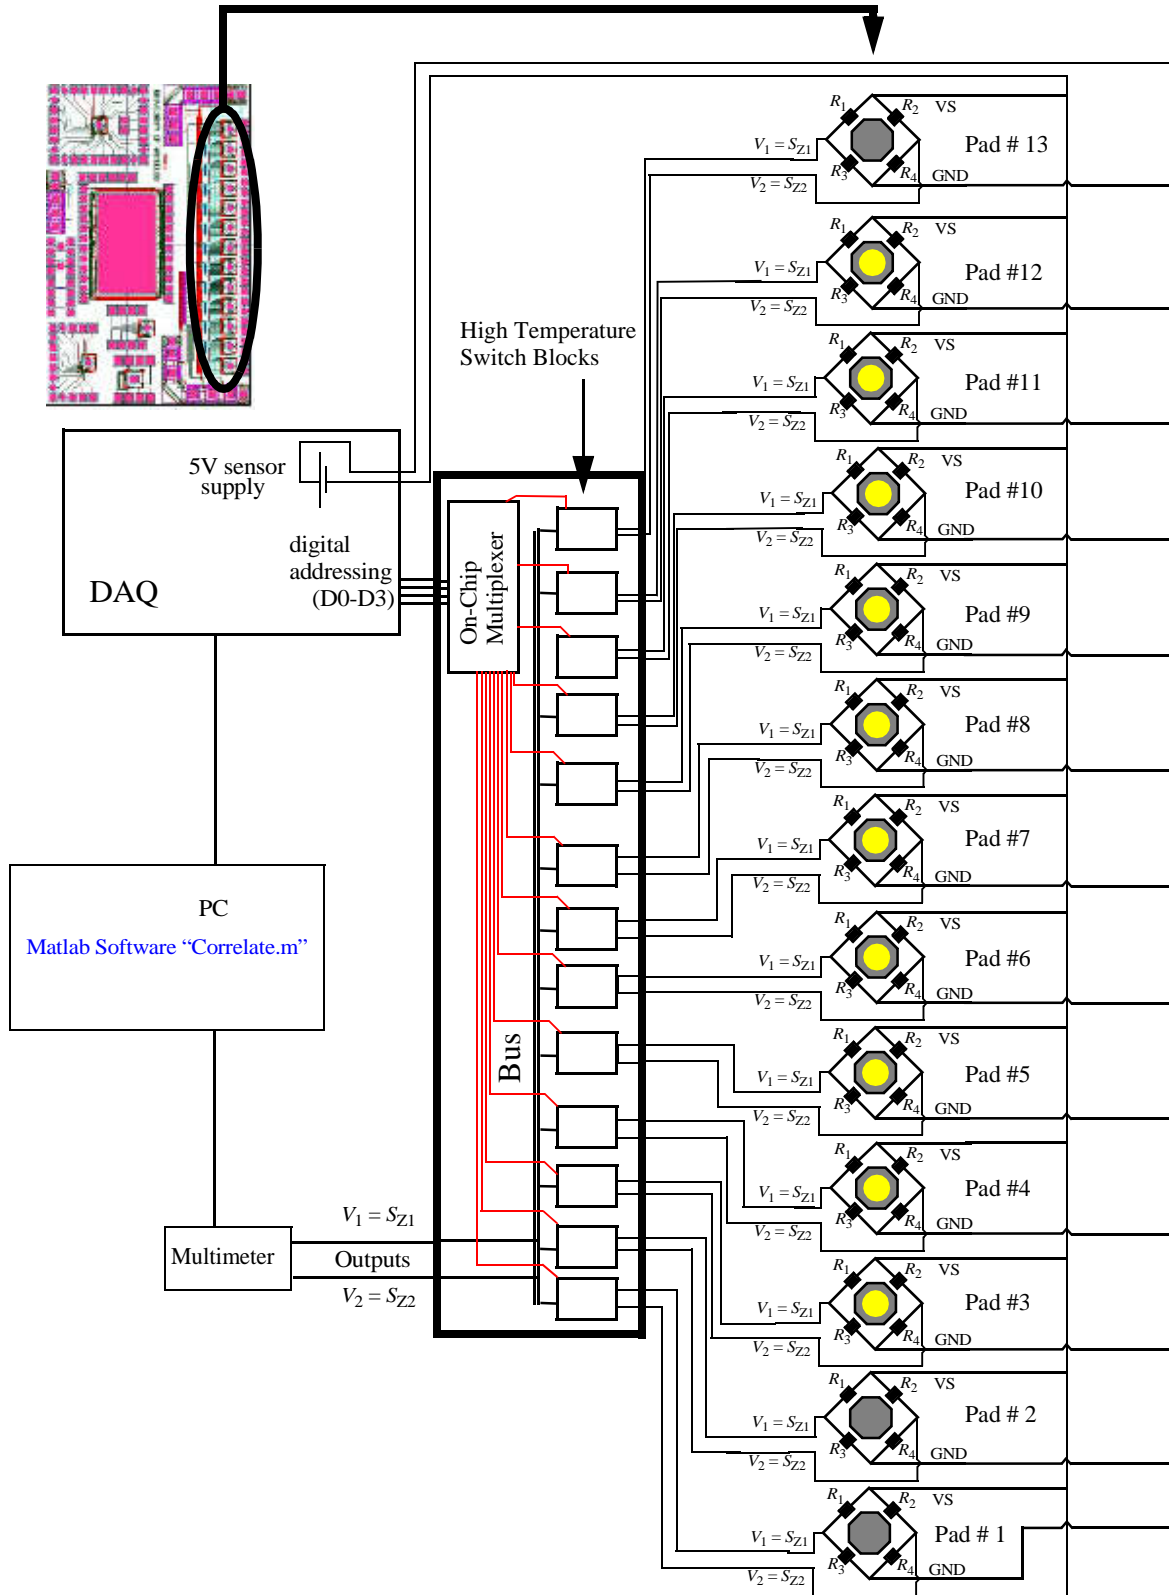 R1
R2
VS
V1 = SZ1
Pad # 13
R3
R4
GND
V2 = SZ2
R1
R2
VS
V1 = SZ1
Pad #12
R3
R4
GND
V2 = SZ2
High Temperature
Switch Blocks
R1
R2
VS
V1 = SZ1
Pad #11
R3
R4
GND
V2 = SZ2
5V sensor
supply
R1
R2
VS
V1 = SZ1
Pad #10
R3
R4
GND
V2 = SZ2
digital
addressing
(D0-D3)
DAQ
On-Chip
Multiplexer
R1
R2
VS
V1 = SZ1
Pad #9
R3
R4
GND
V2 = SZ2
R1
R2
VS
V1 = SZ1
Pad #8
R3
R4
GND
V2 = SZ2
R1
R2
VS
V1 = SZ1
Pad #7
R3
R4
GND
V2 = SZ2
PC
Matlab Software “Correlate.m”
R1
R2
VS
V1 = SZ1
Pad #6
R3
R4
GND
V2 = SZ2
Bus
R1
R2
VS
V1 = SZ1
Pad #5
R3
R4
GND
V2 = SZ2
R1
R2
VS
V1 = SZ1
Pad #4
R3
R4
GND
V2 = SZ2
V1 = SZ1
Multimeter
Outputs
V2 = SZ2
R1
R2
VS
V1 = SZ1
Pad #3
R3
R4
GND
V2 = SZ2
R1
R2
VS
V1 = SZ1
Pad # 2
R3
R4
GND
V2 = SZ2
R1
R2
VS
V1 = SZ1
Pad # 1
R3
R4
GND
V2 = SZ2